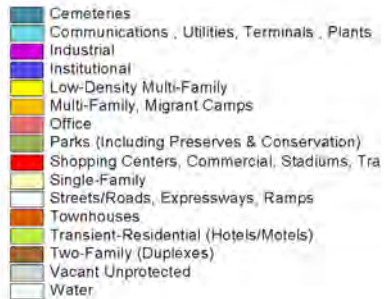 Cemeteries
Communications , Utilities, Terminals , Plants
Industrial
Institutional
Low-Density Multi-Family
Multi-Family, Migrant Camps
Office
Parks (Including Preserves & Conservation)
Shopping Centers, Commercial, Stadiums, Tra
Single-Family
Streets/Roads, Expressways, Ramps
Townhouses
Transient-Residential (Hotels/Motels)
Two-Family (Duplexes)
Vacant Unprotected
Water